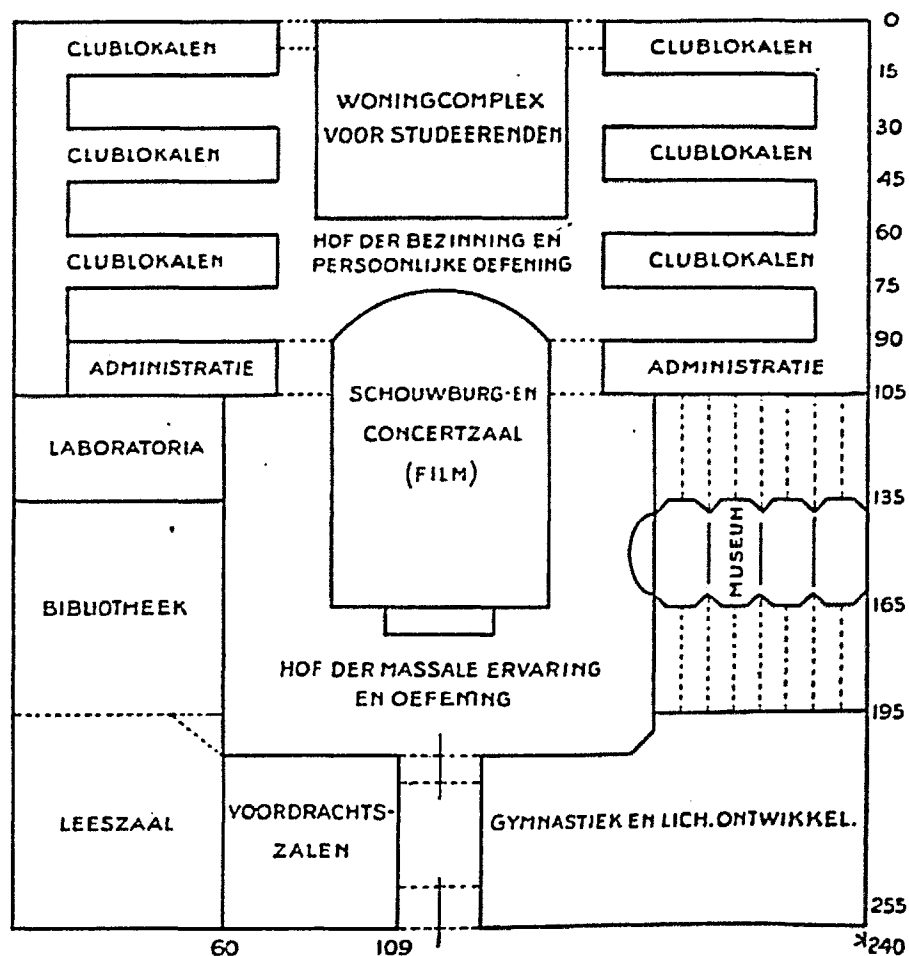 CLUBLOKALEN
CLUBLOKALEN
0
15
WONINGCOMPLEX
VOOR STUDEERENDEN
30
CLUBLOKALEN
CLUBLOKALEN
45
60
HOF DER BEZINNING EN
PERSOONLIJKE OEFENING
CLUBLOKALEN
CLUBLOKALEN
75
90
ADMINISTRATIE
ADMINISTRATIE
105
SCHOUWBURG-EN
CONCERTZAAL
(FILM)
LABORATORIA
135
MUSEUM
BIBLIOTHEEK
165
HOF DER MASSALE ERVARING
EN OEFENING
195
LEESZAAL
VOORDRACHTS-
ZALEN
GYMNASTIEK EN LICH. ONTWIKKEL.
255
60
109
240